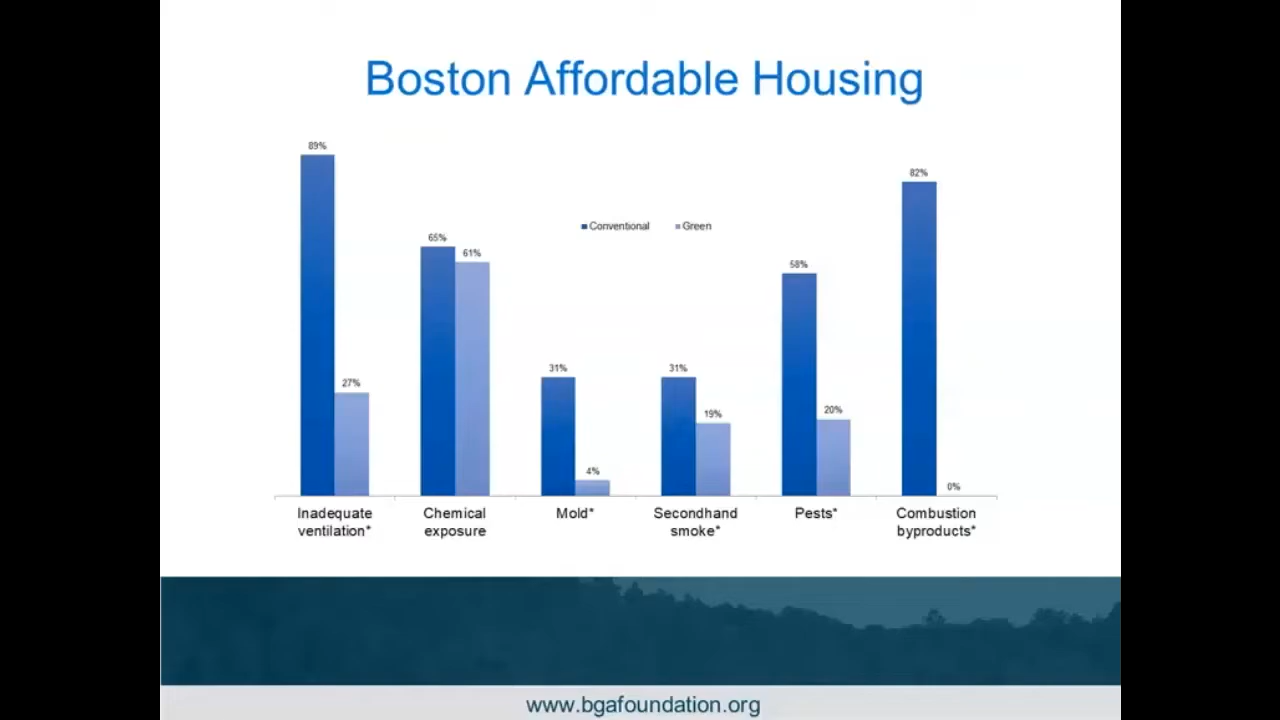 Boston Affordable Housing
89%
82%
Conventional Green
65%
61%
58%
31%
31%
27%
19%
20%
4%
0%
Inadequate ventilation*
Chemical exposure
Mold*
Secondhand smoke*
Pests*
Combustion byproducts*
www.bgafoundation.org